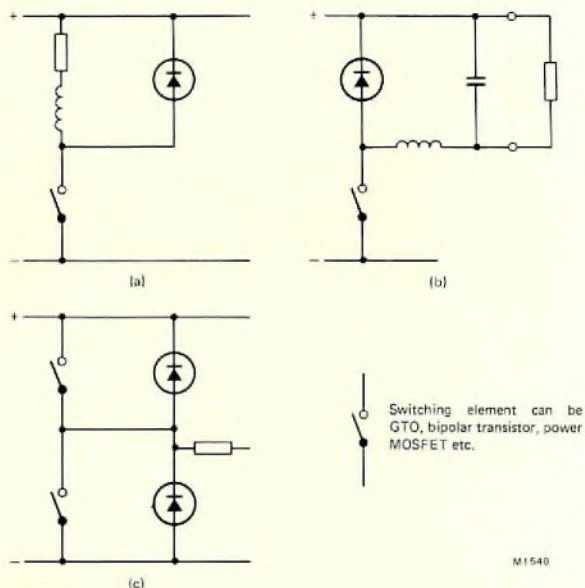 +
+
−
−
(a)
(b)
+
Switching element can be
GTO, bipolar transistor, power
MOSFET etc.
−
M1540
(c)